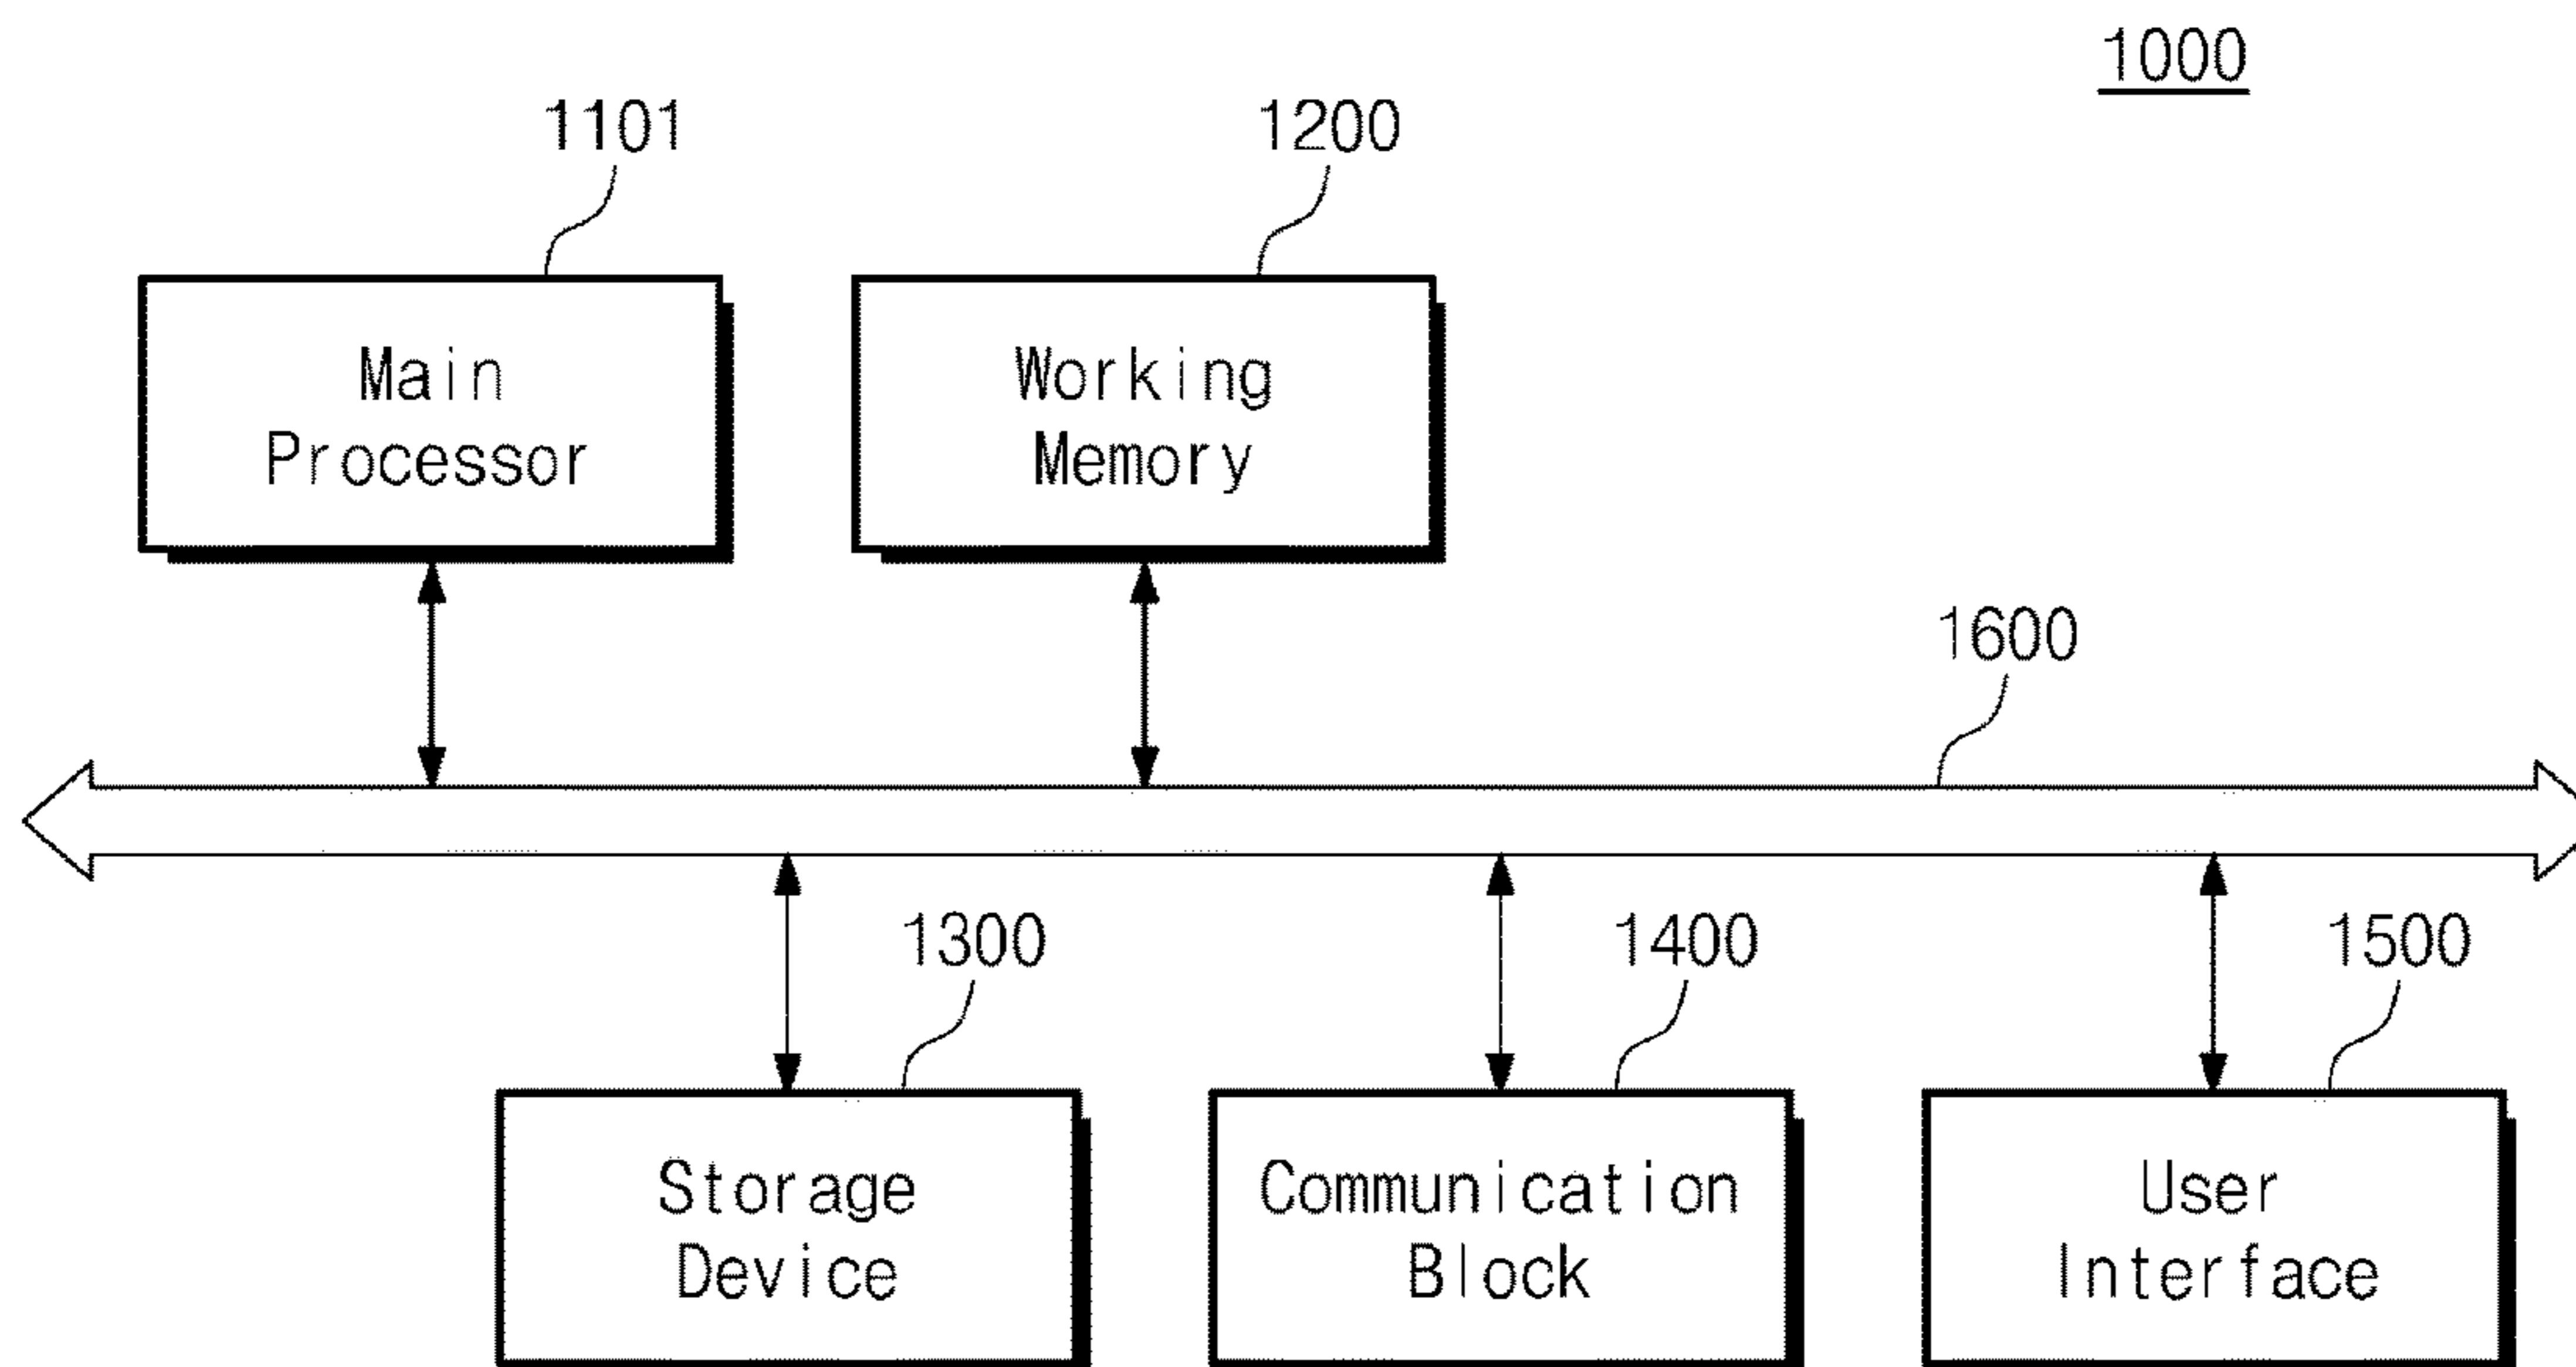 1000
1101
1200
Main
Processor
Working
Memory
1600
1300
1400
1500
Storage
Device
Communication
Block
User
Interface